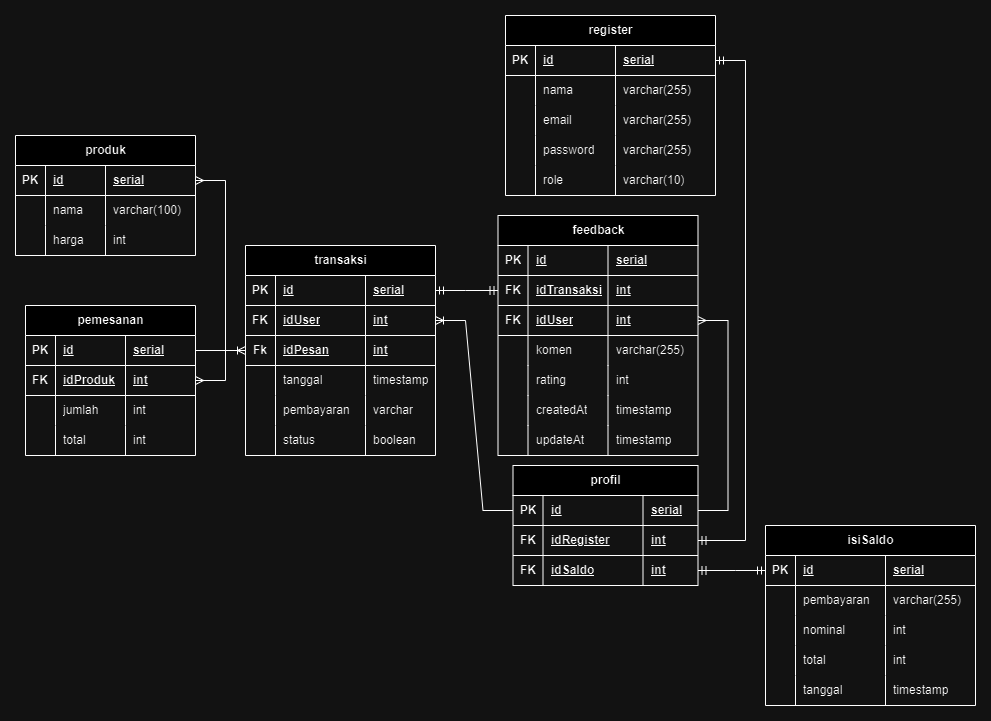 register
PK id serial
nama varchar(255)
email varchar(255)
password varchar(255)
role varchar(10)
produk
PK id serial
nama varchar(100)
harga int
feedback
PK id serial
FK idTransaksi int
FK idUser int
komen varchar(255)
rating int
createdAt timestamp
updateAt timestamp
transaksi
PK id serial
FK idUser int
Fk idPesan int
tanggal timestamp
pembayaran varchar
status boolean
pemesanan
PK id serial
FK idProduk int
jumlah int
total int
profil
PK id serial
FK idRegister int
FK idSaldo int
isiSaldo
PK id serial
pembayaran varchar(255)
nominal int
total int
tanggal timestamp